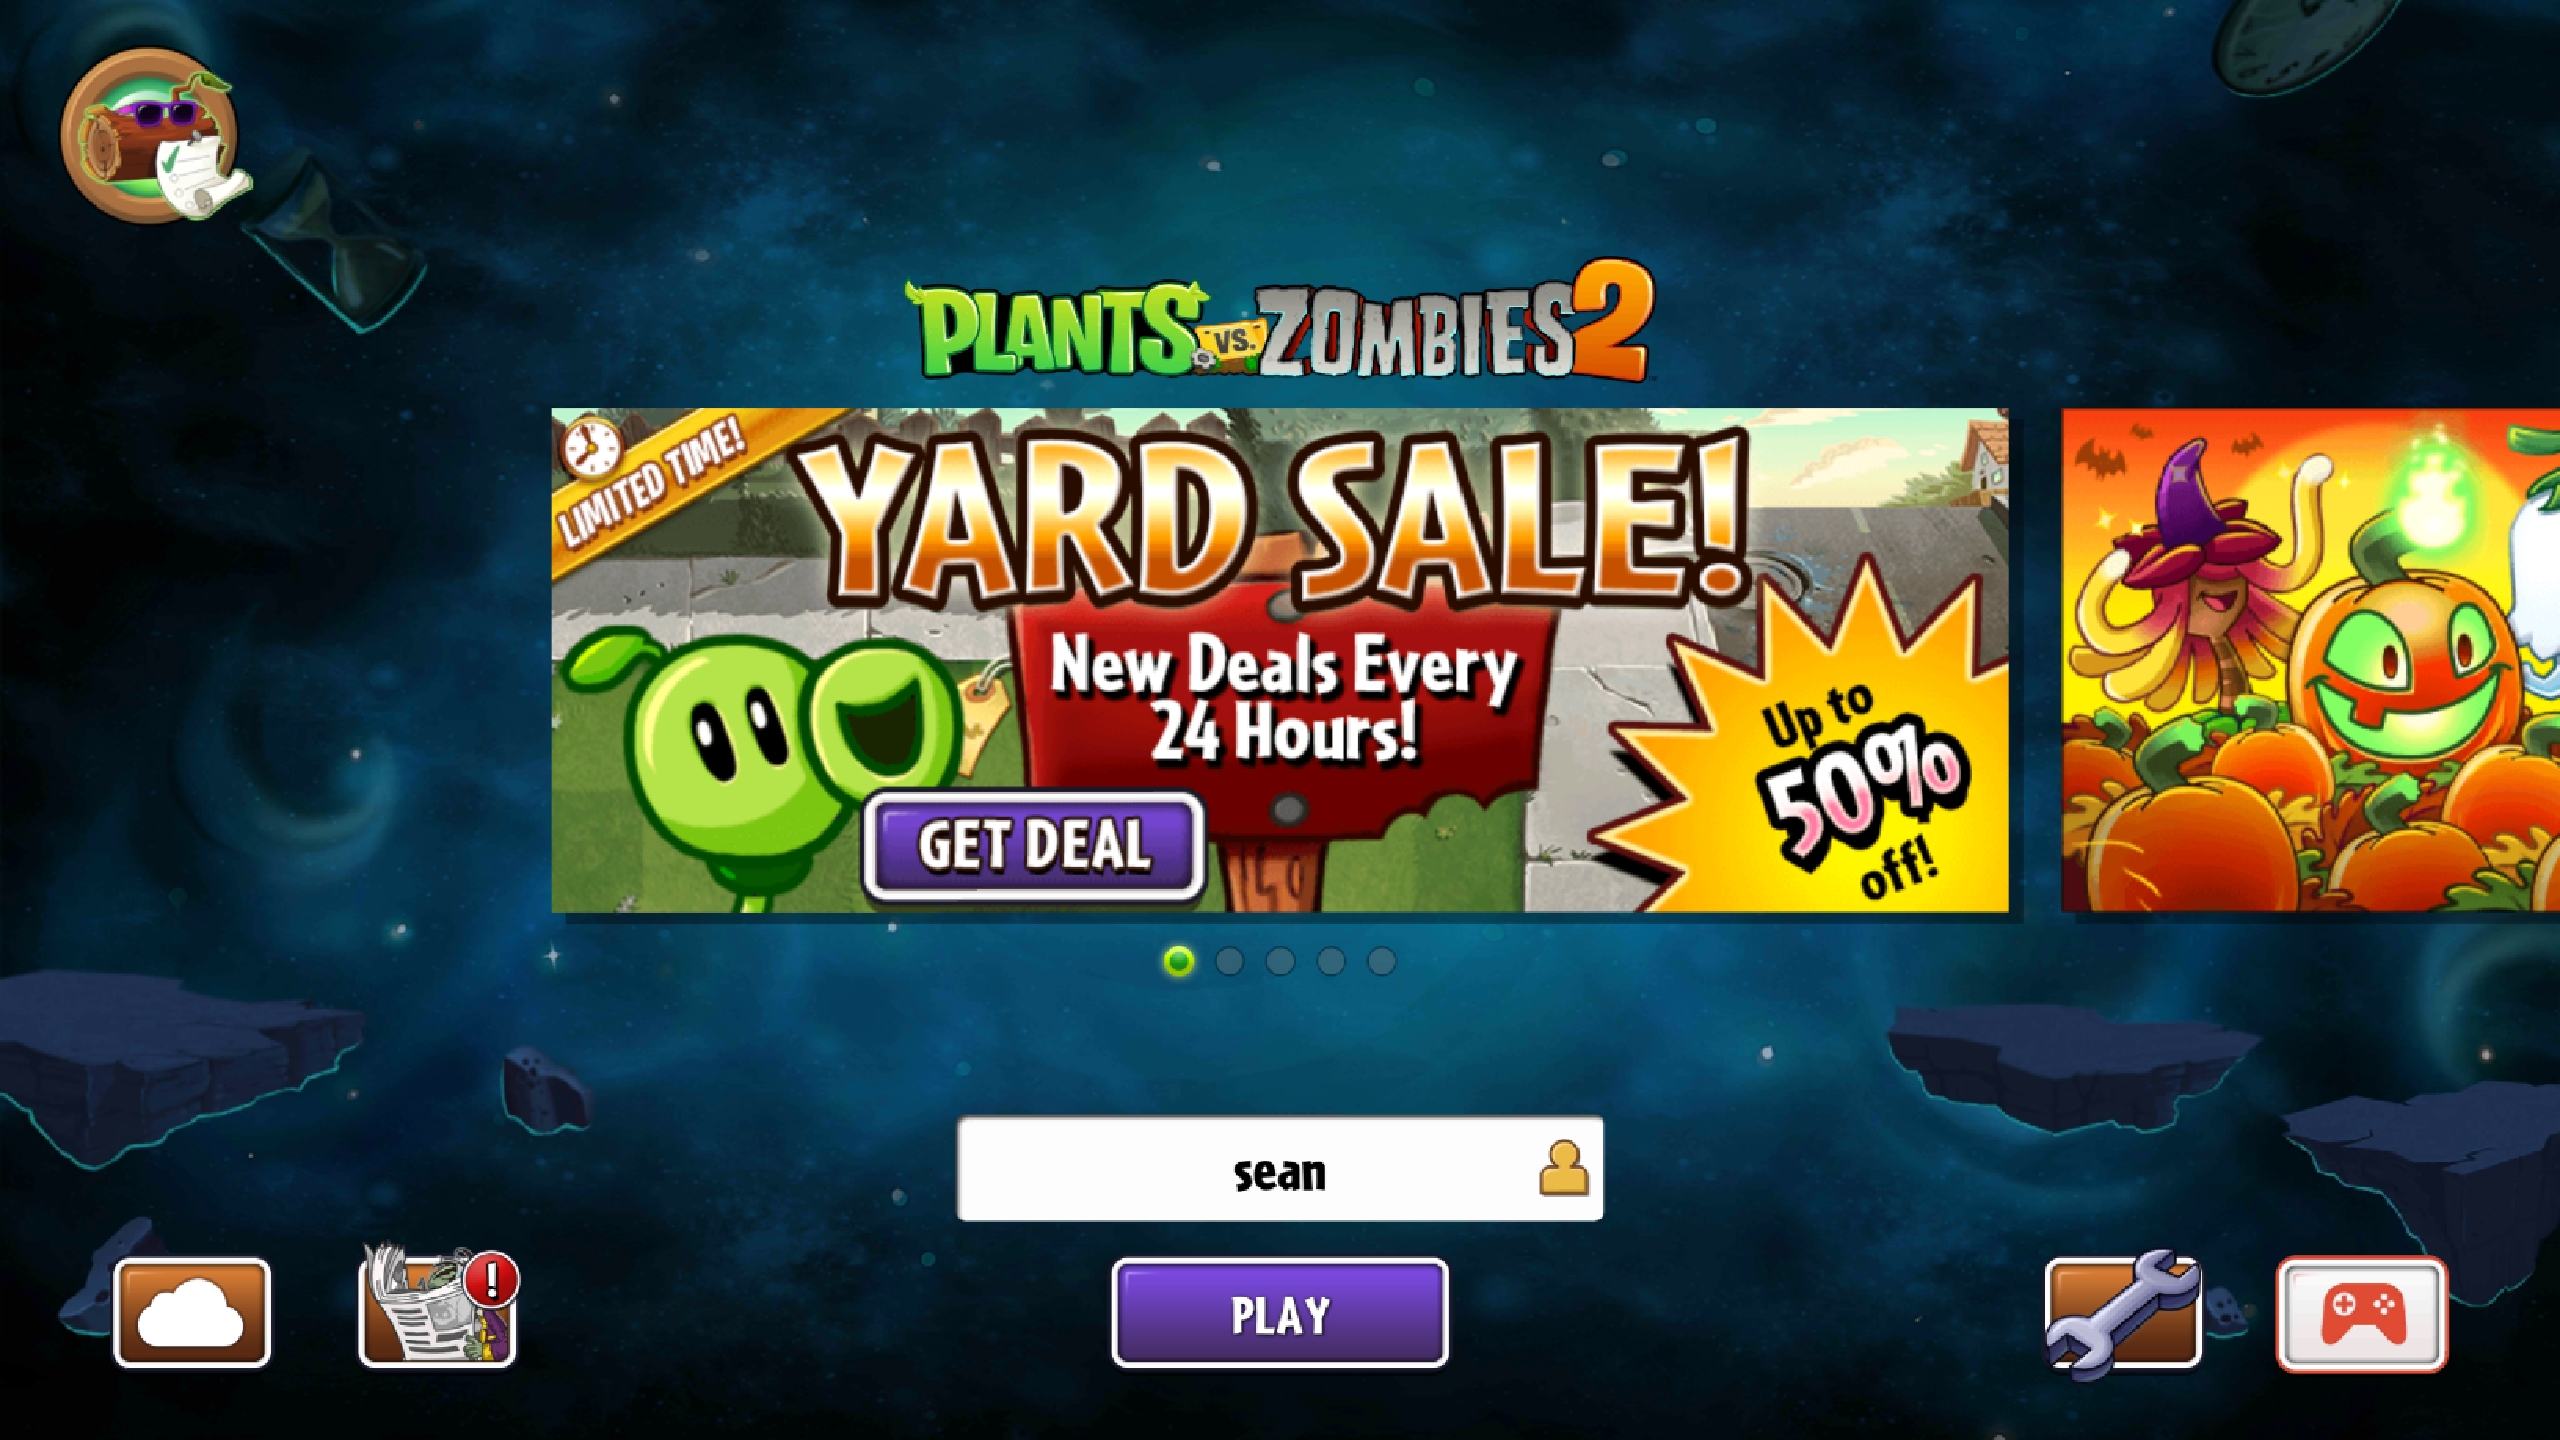 PLANTS VS. ZOMBIES 2
LIMITED TIME!
YARD SALE!
New Deals Every
24 Hours!
GET DEAL
Up to
50%
off!
sean
!
PLAY